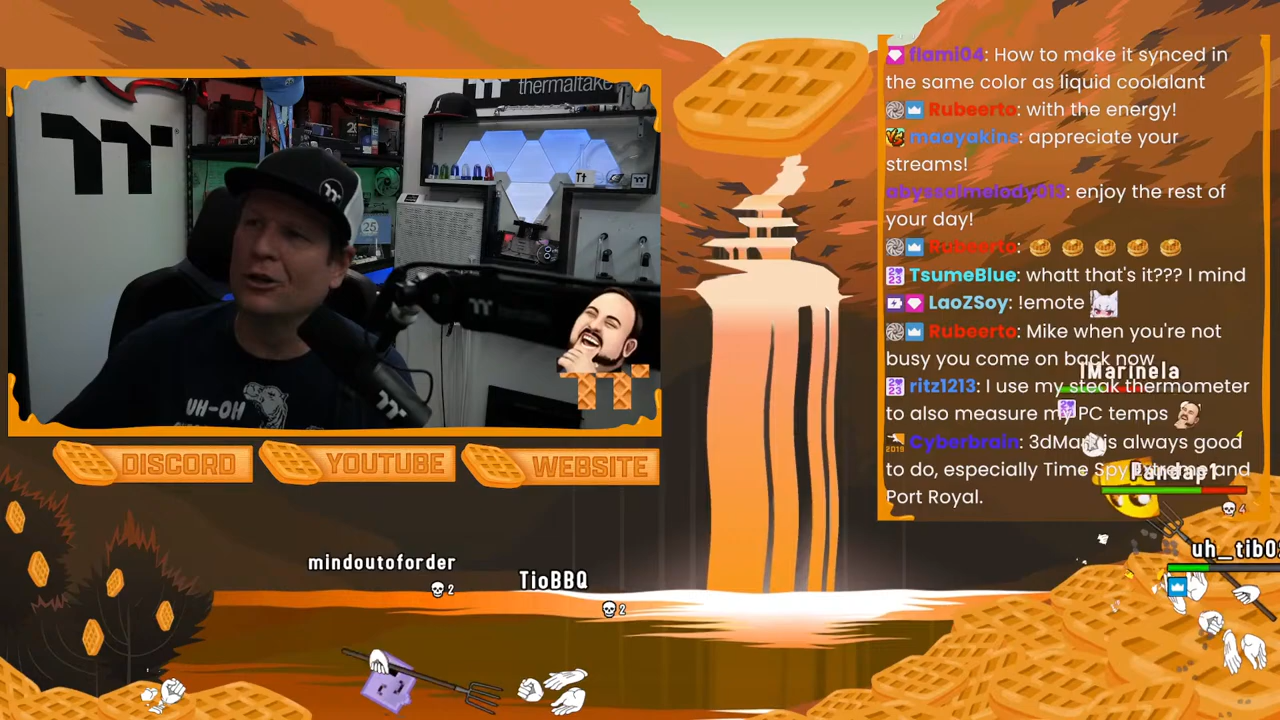 flami04: How to make it synced in
the same color as liquid coolalant
Rubeerto: with the energy!
maayakins: appreciate your
streams!
abyssalmelody013: enjoy the rest of
your day!
Rubeerto:
TsumeBlue: whatt that's it??? I mind
LaoZSoy: !emote
Rubeerto: Mike when you're not
busy you come on back now
ritz1213: I use my steak thermometer
to also measure my PC temps
Cyberbrain: 3dMark is always good
to do, especially Time Spy Extreme and
Port Royal.
thermaltake
25
UH-OH
DISCORD
YOUTUBE
WEBSITE
iMarinela
Pandap1
4
mindoutoforder
2
TioBBQ
2